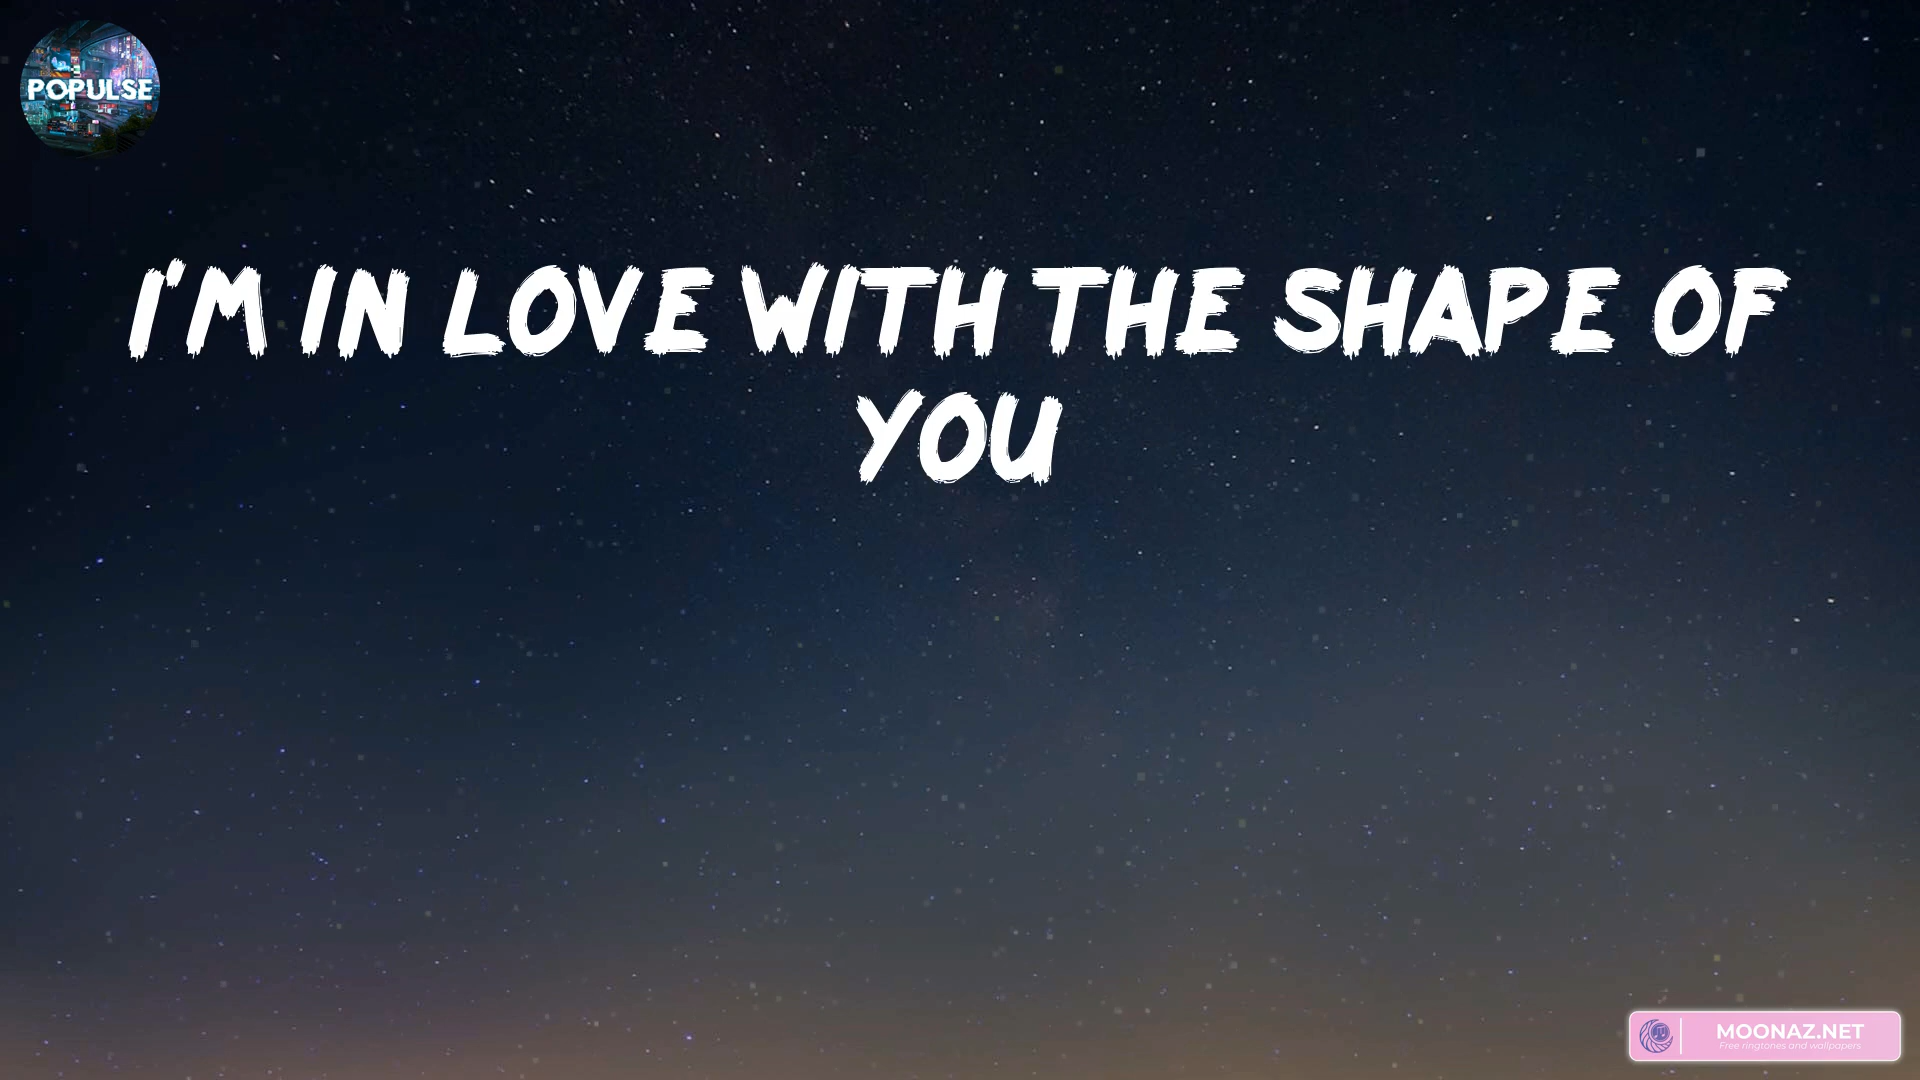 POPULSE
I'M IN LOVE WITH THE SHAPE OF
YOU
MOONAZ.NET
Free ringtones and wallpapers